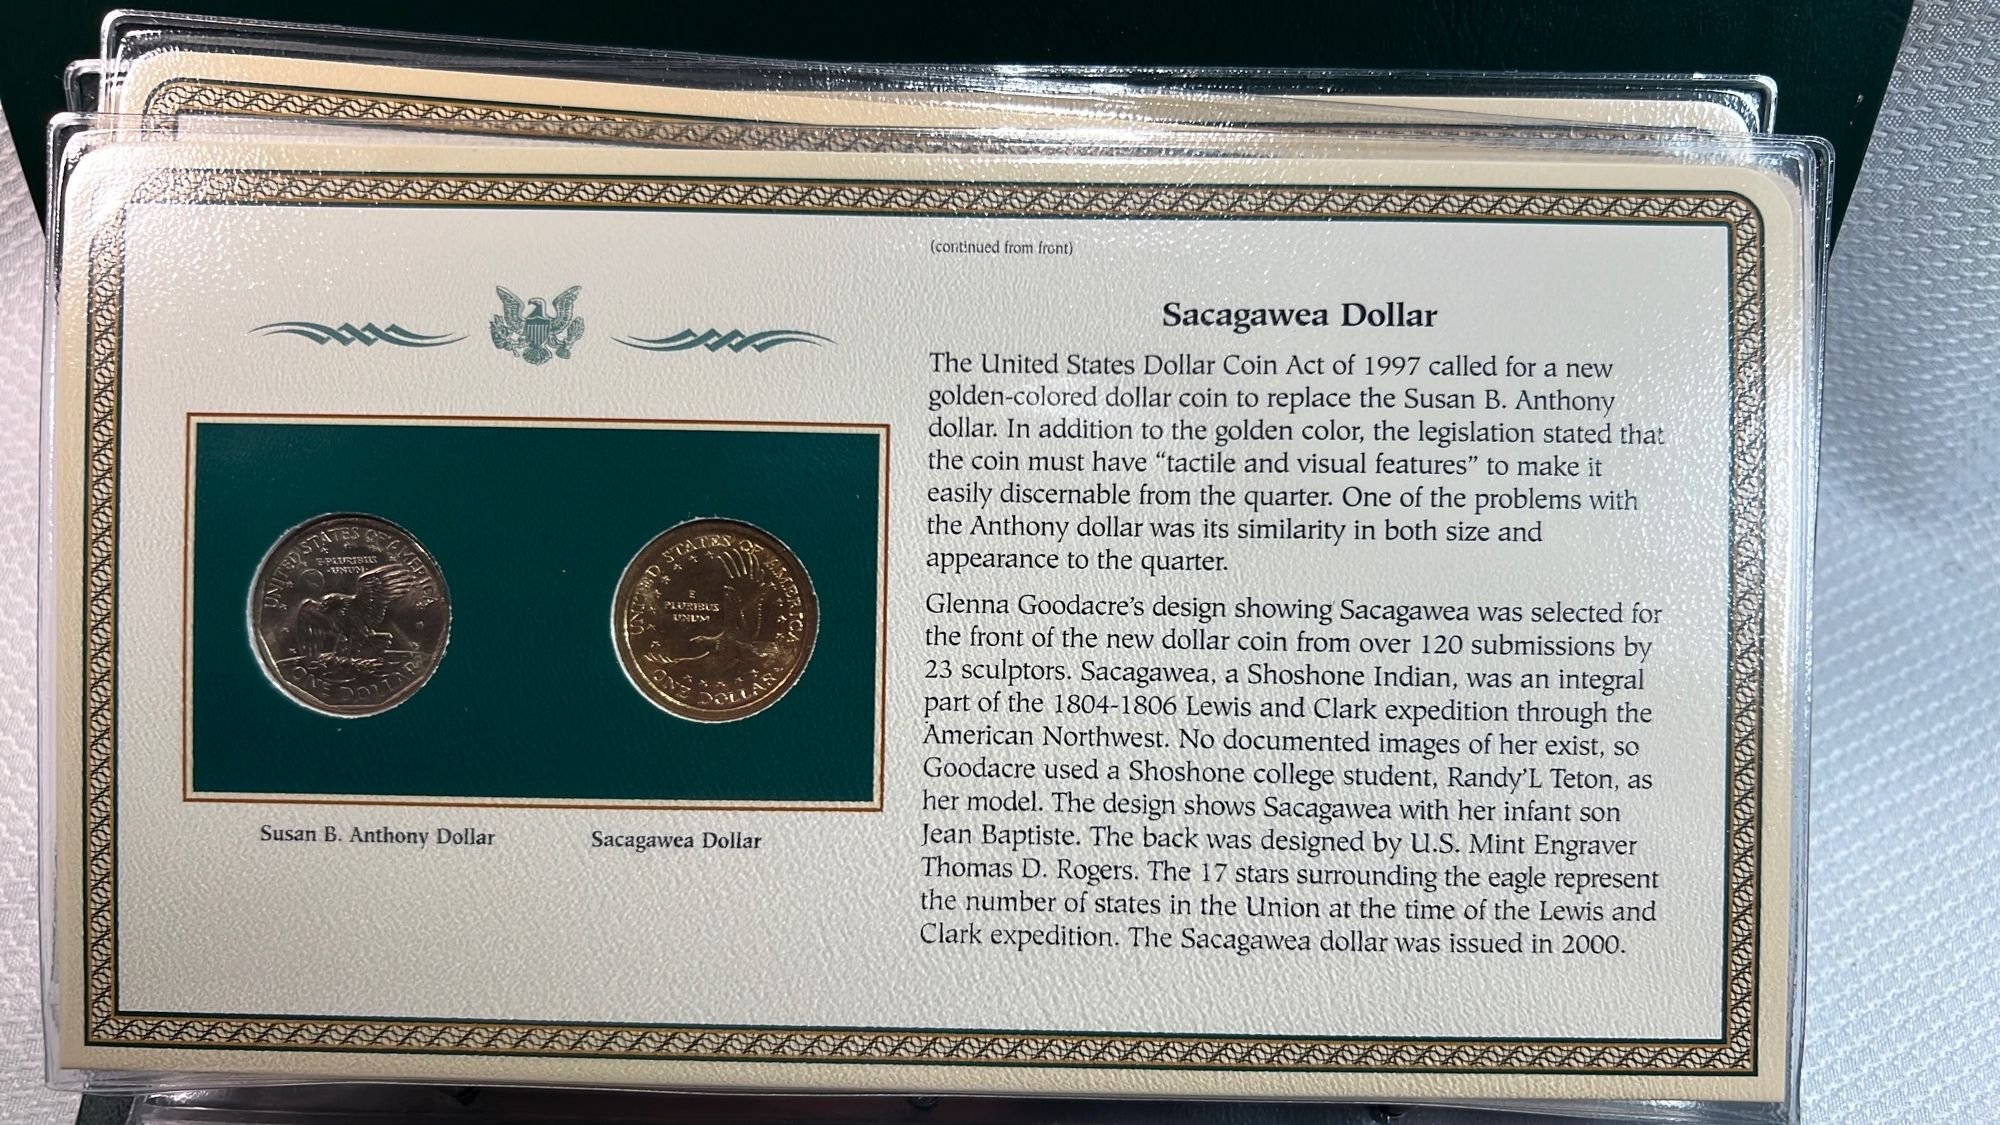 (continued from front)
Sacagawea Dollar
The United States Dollar Coin Act of 1997 called for a new
golden-colored dollar coin to replace the Susan B. Anthony
dollar. In addition to the golden color, the legislation stated that
the coin must have “tactile and visual features” to make it
easily discernable from the quarter. One of the problems with
the Anthony dollar was its similarity in both size and
appearance to the quarter.
Glenna Goodacre’s design showing Sacagawea was selected for
the front of the new dollar coin from over 120 submissions by
23 sculptors. Sacagawea, a Shoshone Indian, was an integral
part of the 1804-1806 Lewis and Clark expedition through the
American Northwest. No documented images of her exist, so
Goodacre used a Shoshone college student, Randy’L Teton, as
her model. The design shows Sacagawea with her infant son
Jean Baptiste. The back was designed by U.S. Mint Engraver
Thomas D. Rogers. The 17 stars surrounding the eagle represent
the number of states in the Union at the time of the Lewis and
Clark expedition. The Sacagawea dollar was issued in 2000.
UNITED STATES OF AMERICA
E·PLURIBUS
·UNUM·
ONE DOLLAR
UNITED STATES OF AMERICA
E
PLURIBUS
UNUM
ONE DOLLAR
Susan B. Anthony Dollar
Sacagawea Dollar